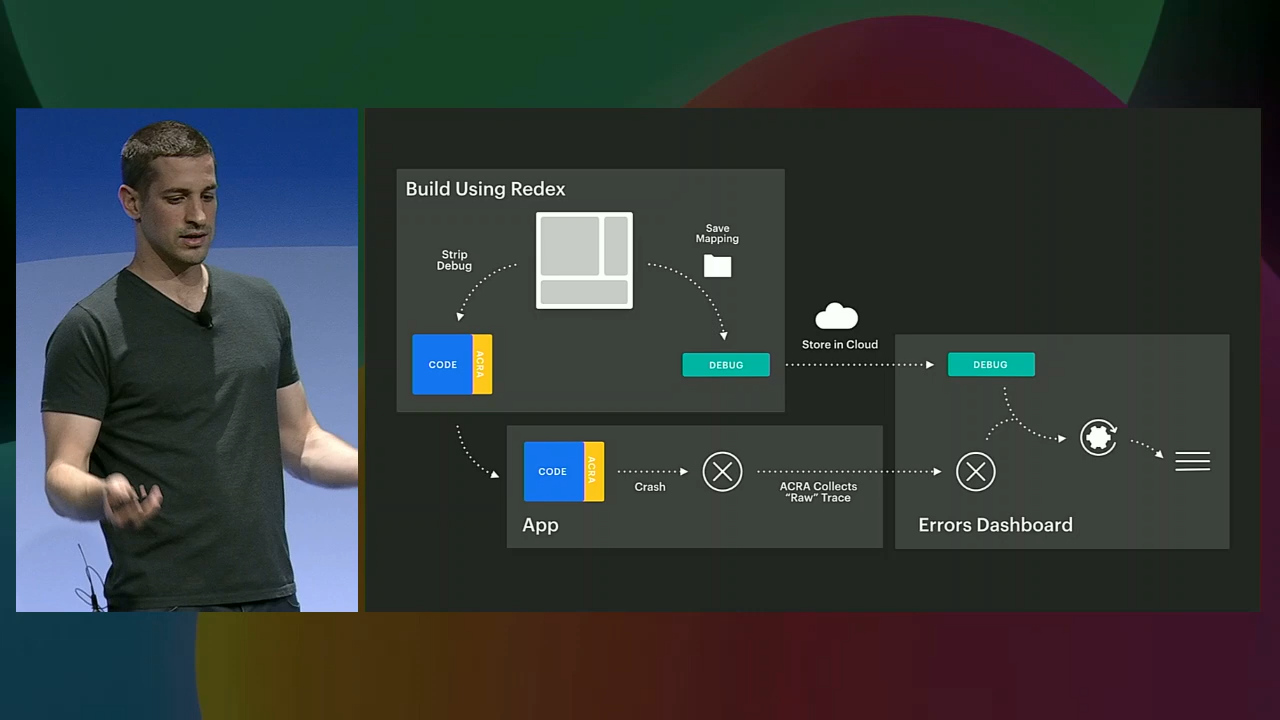 Build Using Redex
Strip
Debug
Save
Mapping
CODE
ACRA
DEBUG
Store in Cloud
DEBUG
CODE
ACRA
Crash
ACRA Collects
“Raw” Trace
App
Errors Dashboard